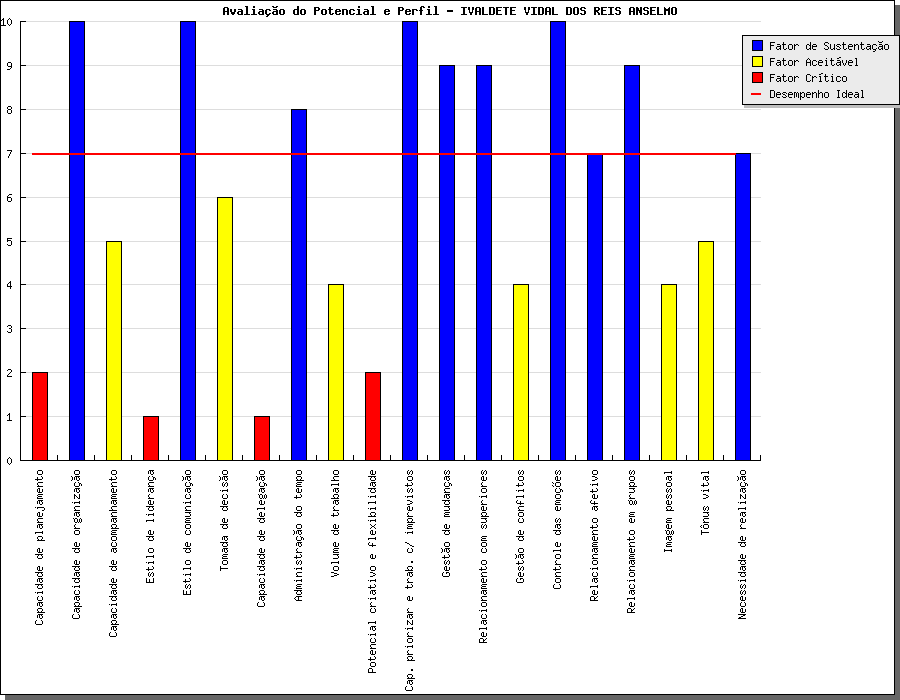 Avaliação do Potencial e Perfil - IVALDETE VIDAL DOS REIS ANSELMO
Fator de Sustentação
Fator Aceitável
Fator Crítico
Desempenho Ideal
10
9
8
7
6
5
4
3
2
1
0
Capacidade de planejamento
Capacidade de organização
Capacidade de acompanhamento
Estilo de liderança
Estilo de comunicação
Tomada de decisão
Capacidade de delegação
Administração do tempo
Volume de trabalho
Potencial criativo e flexibilidade
Cap. priorizar e trab. c/ imprevistos
Gestão de mudanças
Relacionamento com superiores
Gestão de conflitos
Controle das emoções
Relacionamento afetivo
Relacionamento em grupos
Imagem pessoal
Tônus vital
Necessidade de realização